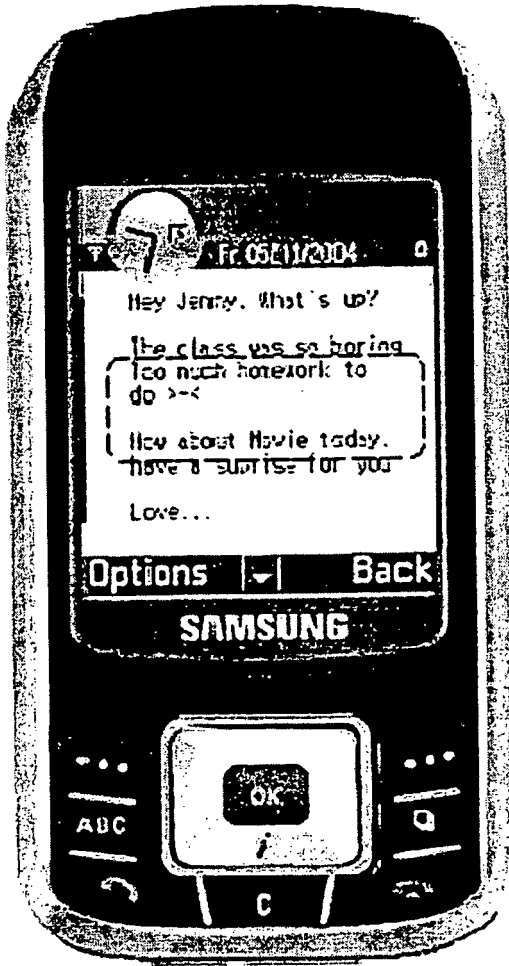 Fr. 05/11/2004
Hey Jenny. What's up?
The class was so boring
Too much homework to
do >-<
How about Movie today.
have a suprise for you
Love...
Options Back
SAMSUNG
OK
ABC
i
C